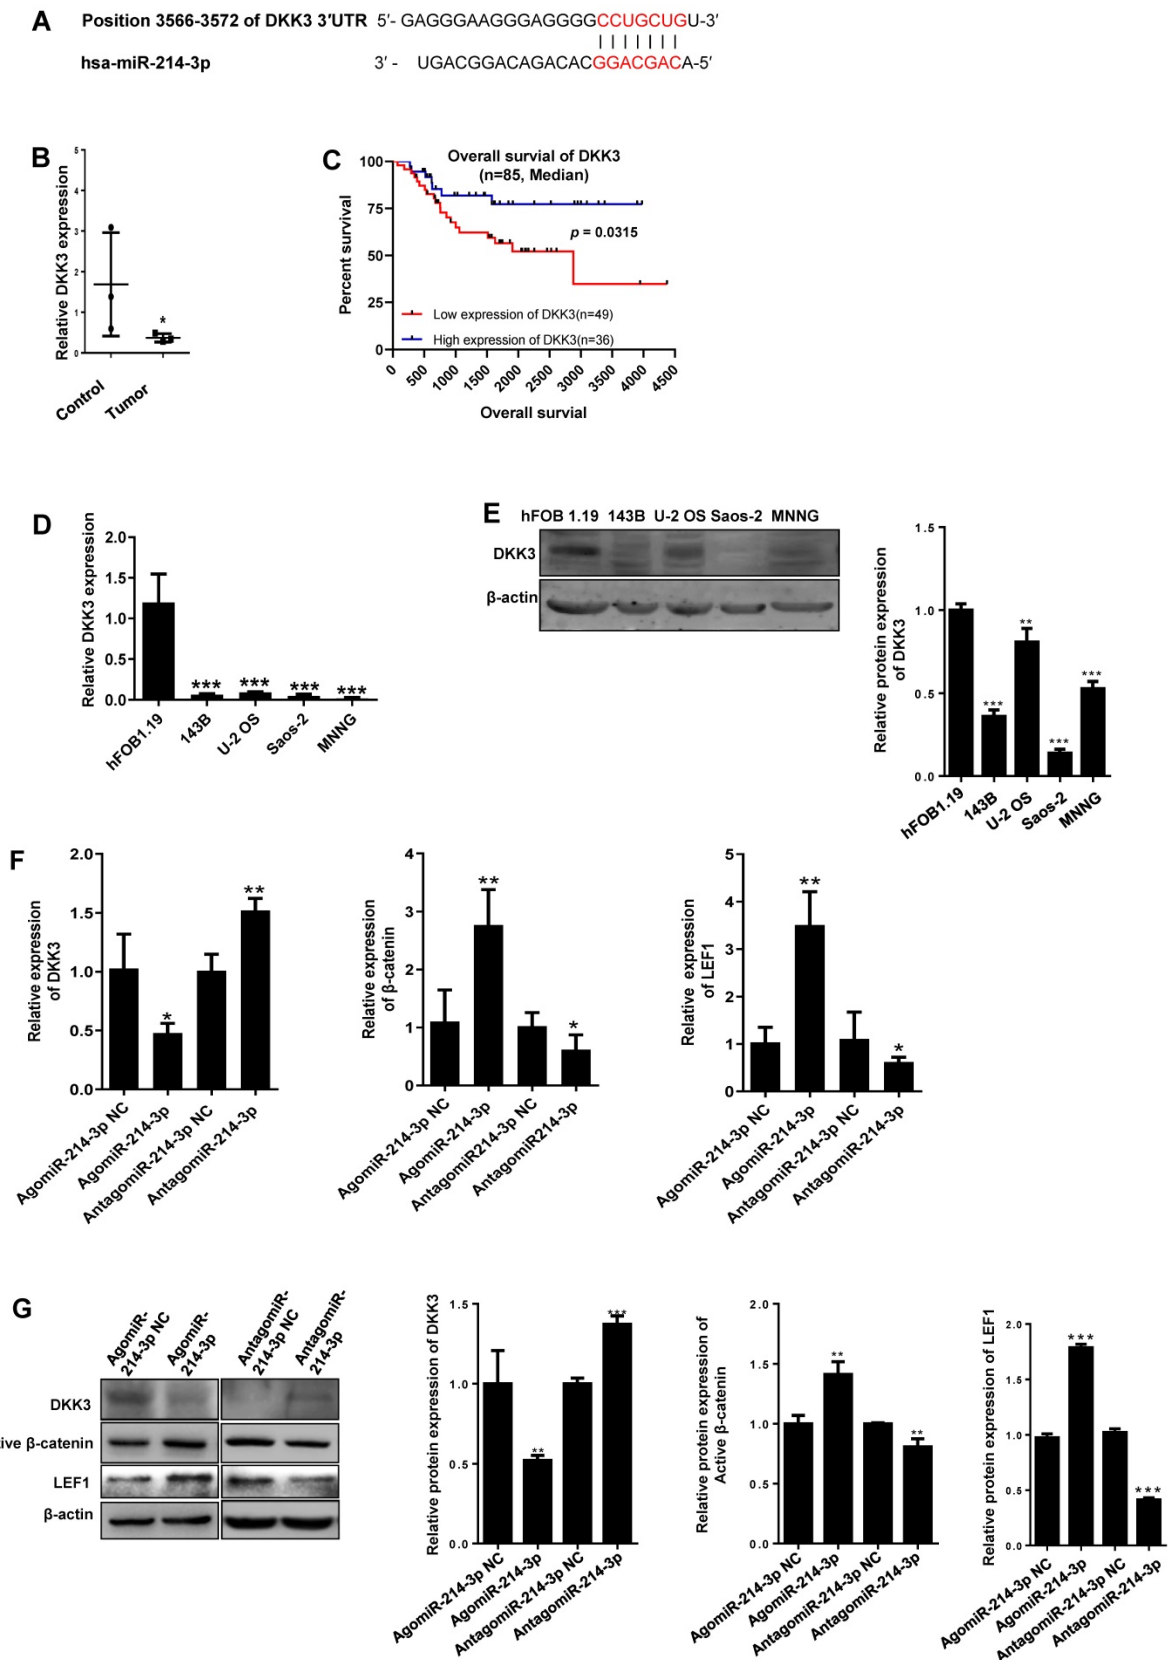 A
Position 3566-3572 of DKK3 3'UTR 5'- GAGGGAAGGGAGGGGCCUGCUGU-3'
hsa-miR-214-3p 3' - UGACGGACAGACACGGACGACA-5'
B
Relative DKK3 expression
5
4
3
2
1
0
*
Control
Tumor
C
Overall survial of DKK3
(n=85, Median)
Percent survival
100
75
50
25
0
p = 0.0315
Low expression of DKK3(n=49)
High expression of DKK3(n=36)
0 500 1000 1500 2000 2500 3000 3500 4000 4500
Overall survial
D
Relative DKK3 expression
2.0
1.5
1.0
0.5
0.0
*** *** *** ***
hFOB1.19
143B
U-2 OS
Saos-2
MNNG
E
hFOB 1.19 143B U-2 OS Saos-2 MNNG
DKK3
β-actin
Relative protein expression
of DKK3
1.5
1.0
0.5
0.0
***
**
***
***
hFOB1.19
143B
U-2 OS
Saos-2
MNNG
F
Relative expression
of DKK3
2.0
1.5
1.0
0.5
0.0
*
**
AgomiR-214-3p NC
AgomiR-214-3p
AntagomiR-214-3p NC
AntagomiR-214-3p
Relative expression
of β-catenin
4
3
2
1
0
**
*
AgomiR-214-3p NC
AgomiR-214-3p
AntagomiR214-3p NC
AntagomiR214-3p
Relative expression
of LEF1
5
4
3
2
1
0
**
*
AgomiR-214-3p NC
AgomiR-214-3p
AntagomiR-214-3p NC
AntagomiR-214-3p
G
AgomiR-
214-3p NC
AgomiR-
214-3p
AntagomiR-
214-3p NC
AntagomiR-
214-3p
DKK3
tive β-catenin
LEF1
β-actin
Relative protein expression of DKK3
1.5
1.0
0.5
0.0
**
***
AgomiR-214-3p NC
AgomiR-214-3p
AntagomiR-214-3p NC
AntagomiR-214-3p
Relative protein expression of
Active β-catenin
2.0
1.5
1.0
0.5
0.0
**
**
AgomiR-214-3p NC
AgomiR-214-3p
AntagomiR-214-3p NC
AntagomiR-214-3p
Relative protein expression of LEF1
2.0
1.5
1.0
0.5
0.0
***
***
AgomiR-214-3p NC
AgomiR-214-3p
AntagomiR-214-3p NC
AntagomiR-214-3p